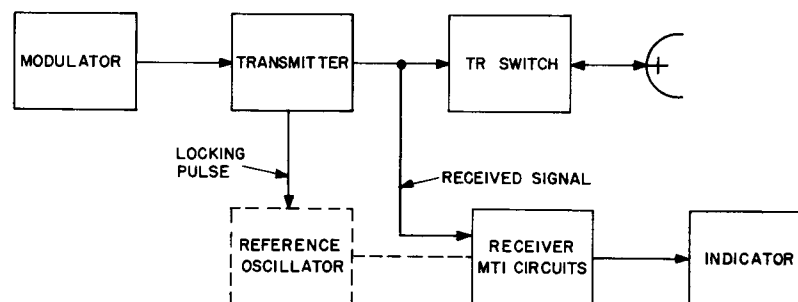 MODULATOR
TRANSMITTER
TR SWITCH
LOCKING
PULSE
RECEIVED SIGNAL
REFERENCE
OSCILLATOR
RECEIVER
MTI CIRCUITS
INDICATOR